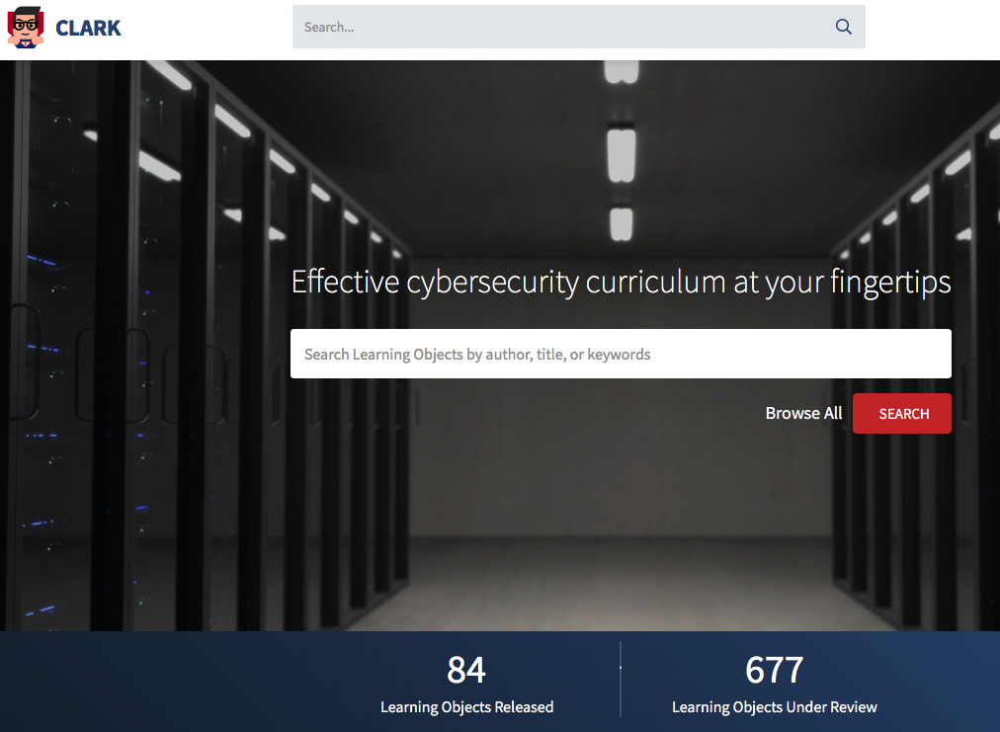 CLARK
Search...
Effective cybersecurity curriculum at your fingertips
Search Learning Objects by author, title, or keywords
Browse All
SEARCH
84
Learning Objects Released
677
Learning Objects Under Review